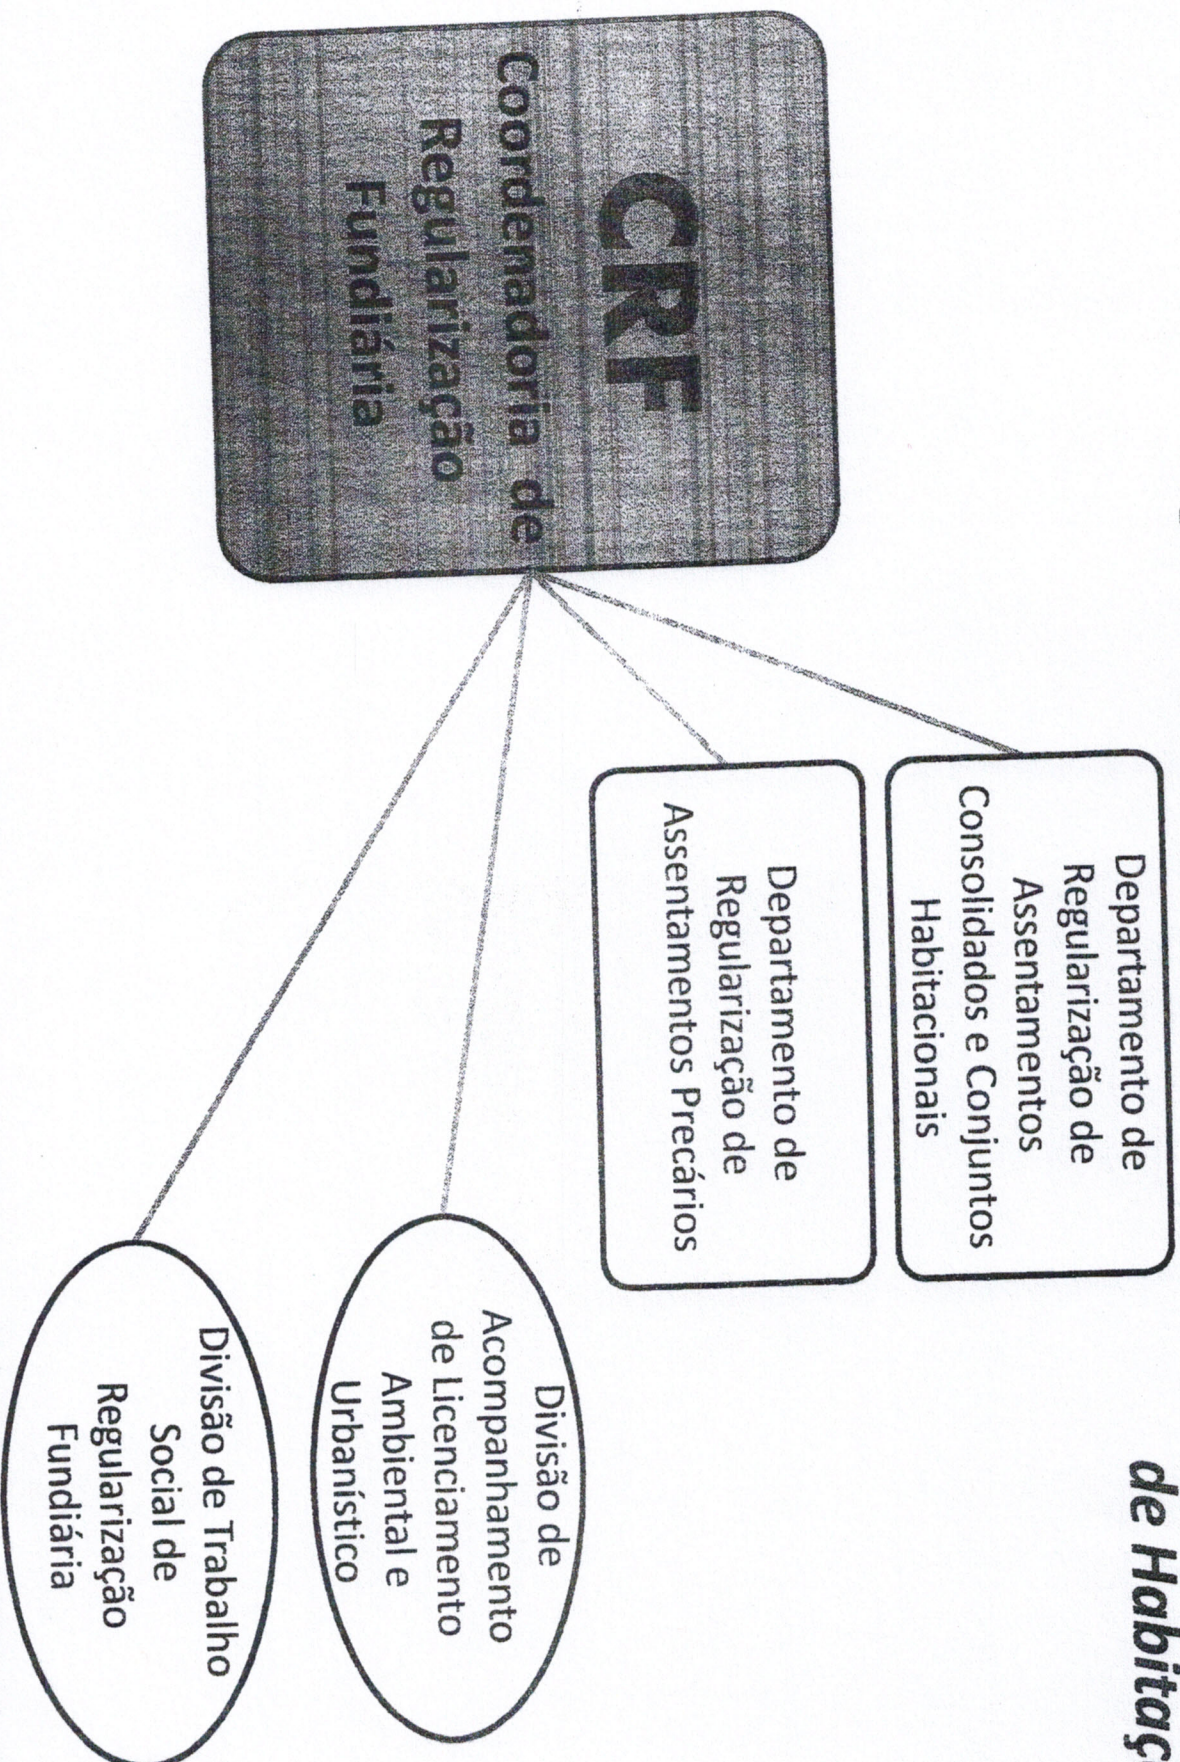 de Habitaç
CRF
Coordenadoria de
Regularização
Fundiária
Departamento de
Regularização de
Assentamentos
Consolidados e Conjuntos
Habitacionais
Departamento de
Regularização de
Assentamentos Precários
Divisão de
Acompanhamento
de Licenciamento
Ambiental e
Urbanístico
Divisão de Trabalho
Social de
Regularização
Fundiária